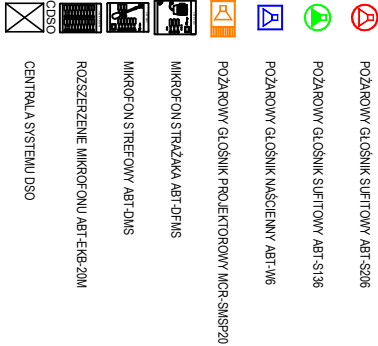 POŻAROWY GŁOŚNIK SUFITOWY ABT-S206
POŻAROWY GŁOŚNIK SUFITOWY ABT-S136
POŻAROWY GŁOŚNIK NAŚCIENNY ABT-W6
POŻAROWY GŁOŚNIK PROJEKTOROWY MCR-SMSP20
MIKROFON STRAŻAKA ABT-DFMS
MIKROFON STREFOWY ABT-DMS
ROZSZERZENIE MIKROFONU ABT-EKB-20M
CDSO
CENTRALA SYSTEMU DSO